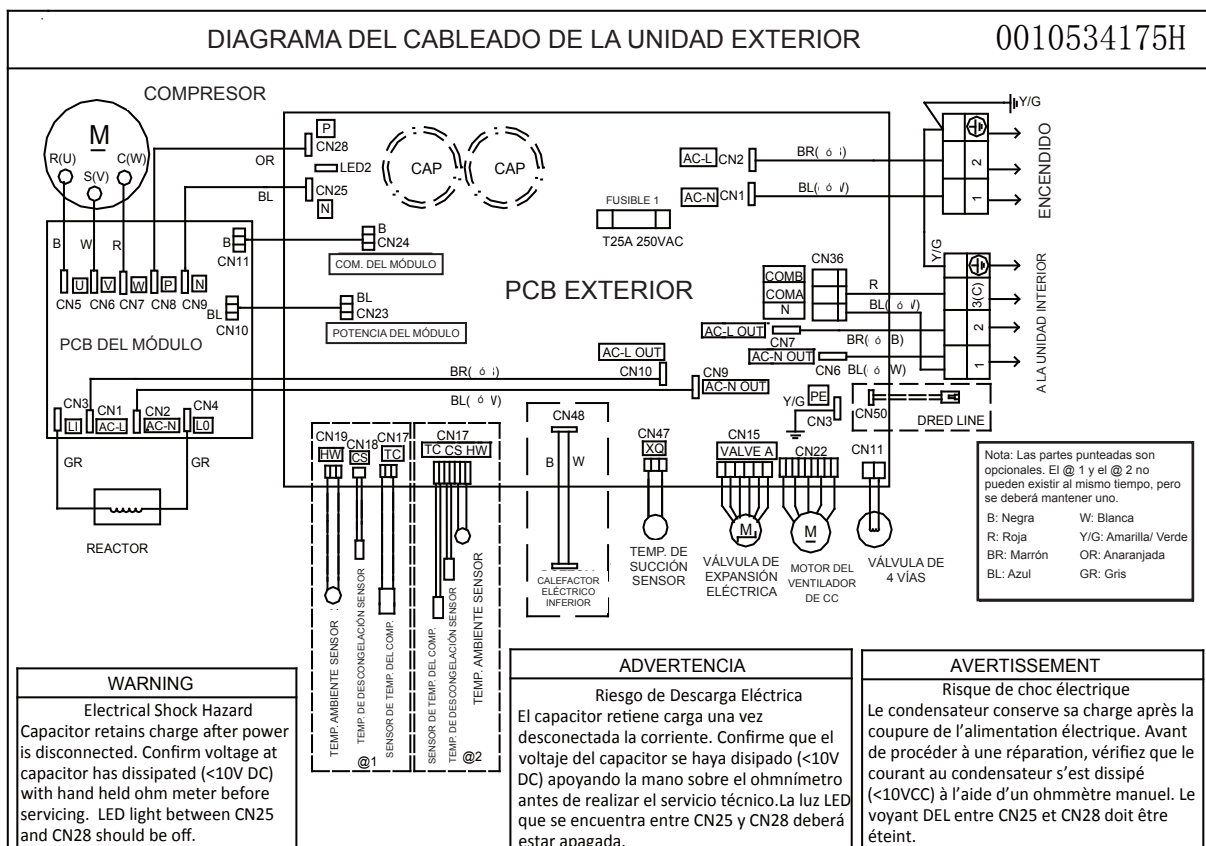 DIAGRAMA DEL CABLEADO DE LA UNIDAD EXTERIOR
0010534175H
COMPRESOR
M
R(U)
C(W)
S(V)
B
W
R
OR
BL
P
CN28
LED2
CN25
N
CAP
CAP
FUSIBLE 1
T25A 250VAC
AC-L
CN2
BR(
AC-N
CN1
BL(
Y/G
2
1
ENCENDIDO
Y/G
B
CN11
B
CN24
COM. DEL MÓDULO
U
V
W
P
N
CN5
CN6
CN7
CN8
CN9
BL
CN10
BL
CN23
POTENCIA DEL MÓDULO
PCB DEL MÓDULO
PCB EXTERIOR
CN36
COMB
COMA
N
R
BL(
3(C)
2
1
A LA UNIDAD INTERIOR
AC-L OUT
CN7
BR( ó B)
AC-N OUT
CN6
BL( ó W)
AC-L OUT
CN10
BR(
CN9
AC-N OUT
BL(
CN3
LI
CN1
AC-L
CN2
AC-N
CN4
L0
GR
GR
REACTOR
Y/G
PE
CN3
CN50
DRED LINE
CN19
HW
CN18
CS
CN17
TC
CN17
TC CS HW
CN48
B
W
CN47
XQ
CN15
VALVE A
CN22
CN11
M
M
TEMP. AMBIENTE SENSOR
TEMP. DE DESCONGELACIÓN SENSOR
SENSOR DE TEMP. DEL COMP.
@1
SENSOR DE TEMP. DEL COMP.
TEMP. DE DESCONGELACIÓN SENSOR
TEMP. AMBIENTE SENSOR
@2
CALEFACTOR
ELÉCTRICO
INFERIOR
TEMP. DE
SUCCIÓN
SENSOR
VÁLVULA DE
EXPANSIÓN
ELÉCTRICA
MOTOR DEL
VENTILADOR
DE CC
VÁLVULA DE
4 VÍAS
Nota: Las partes punteadas son
opcionales. El @ 1 y el @ 2 no
pueden existir al mismo tiempo, pero
se deberá mantener uno.
B: Negra W: Blanca
R: Roja Y/G: Amarilla/ Verde
BR: Marrón OR: Anaranjada
BL: Azul GR: Gris
WARNING
Electrical Shock Hazard
Capacitor retains charge after power
is disconnected. Confirm voltage at
capacitor has dissipated (<10V DC)
with hand held ohm meter before
servicing. LED light between CN25
and CN28 should be off.
ADVERTENCIA
Riesgo de Descarga Eléctrica
El capacitor retiene carga una vez
desconectada la corriente. Confirme que el
voltaje del capacitor se haya disipado (<10V
DC) apoyando la mano sobre el ohmnímetro
antes de realizar el servicio técnico.La luz LED
que se encuentra entre CN25 y CN28 deberá
estar apagada.
AVERTISSEMENT
Risque de choc électrique
Le condensateur conserve sa charge après la
coupure de l'alimentation électrique. Avant
de procéder à une réparation, vérifiez que le
courant au condensateur s'est dissipé
(<10VCC) à l'aide d'un ohmmètre manuel. Le
voyant DEL entre CN25 et CN28 doit être
éteint.